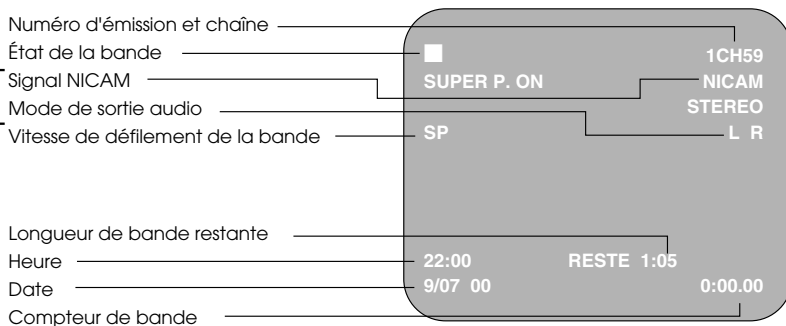 Numéro d'émission et chaîne
État de la bande
Signal NICAM
Mode de sortie audio
Vitesse de défilement de la bande
Longueur de bande restante
Heure
Date
Compteur de bande
1CH59
SUPER P. ON NICAM
STEREO
SP L R
22:00 RESTE 1:05
9/07 00 0:00.00